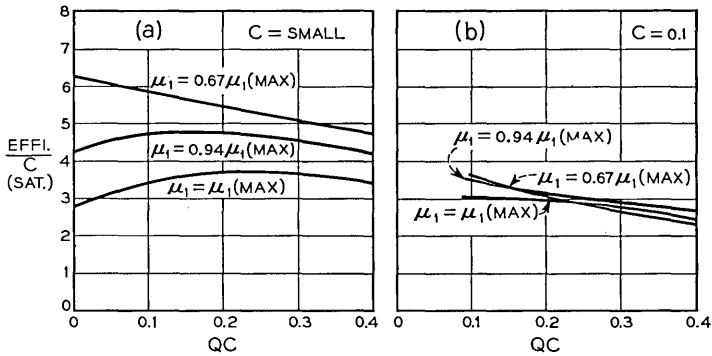 8
7
6
5
4
3
2
1
0
EFFI.
C
(SAT.)
(a)
C = SMALL
μ₁ = 0.67μ₁(MAX)
μ₁ = 0.94μ₁(MAX)
μ₁ = μ₁(MAX)
0
0.1
0.2
0.3
0.4
QC
(b)
C = 0.1
μ₁ = 0.94μ₁(MAX)
μ₁ = 0.67μ₁(MAX)
μ₁ = μ₁(MAX)
0
0.1
0.2
0.3
0.4
QC